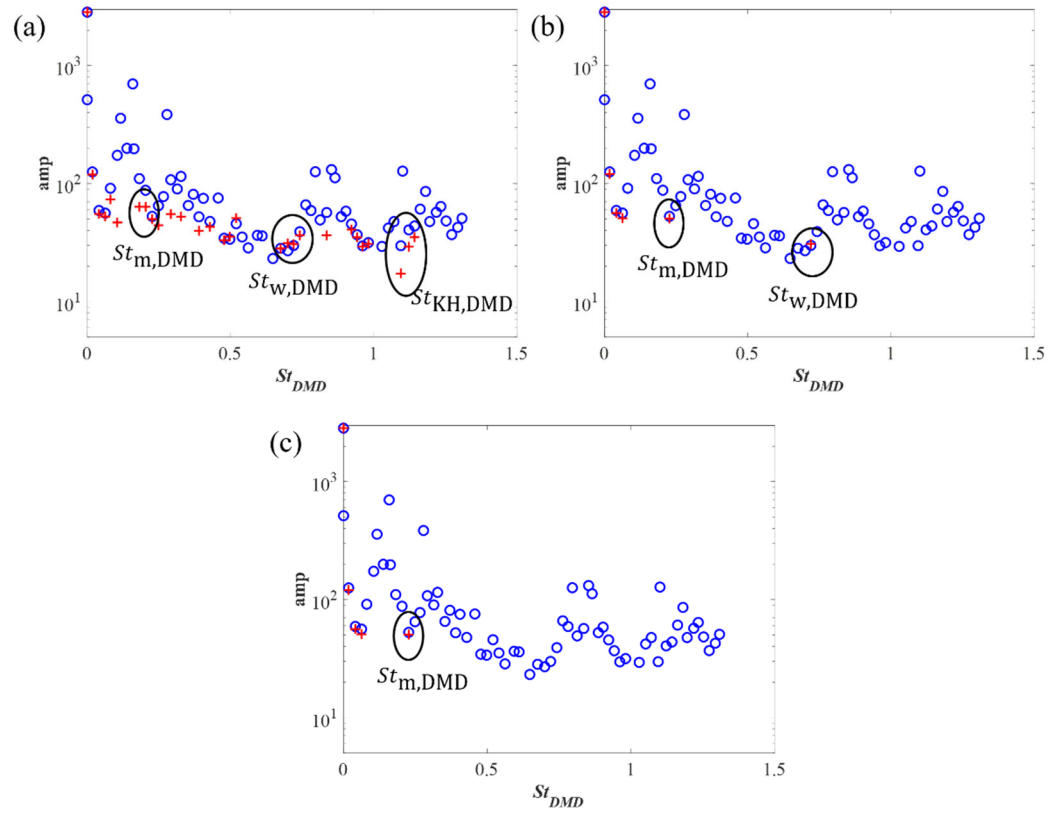 (a)
10³
10²
10¹
amp
St_m,DMD
St_w,DMD
St_KH,DMD
0 0.5 1 1.5
St_DMD
(b)
10³
10²
10¹
amp
St_m,DMD
St_w,DMD
0 0.5 1 1.5
St_DMD
(c)
10³
10²
10¹
amp
St_m,DMD
0 0.5 1 1.5
St_DMD